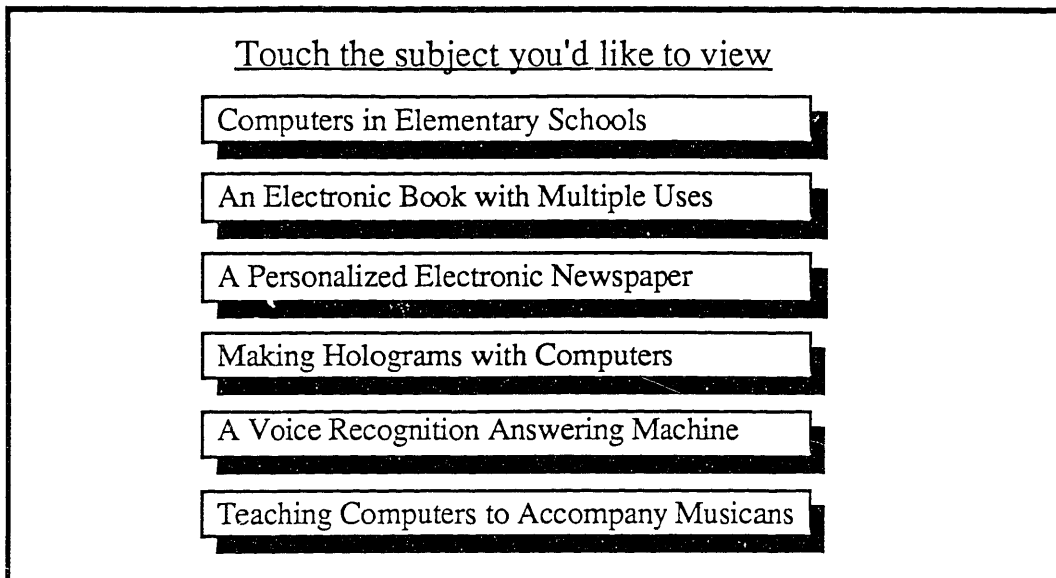 Touch the subject you'd like to view
Computers in Elementary Schools
An Electronic Book with Multiple Uses
A Personalized Electronic Newspaper
Making Holograms with Computers
A Voice Recognition Answering Machine
Teaching Computers to Accompany Musicans